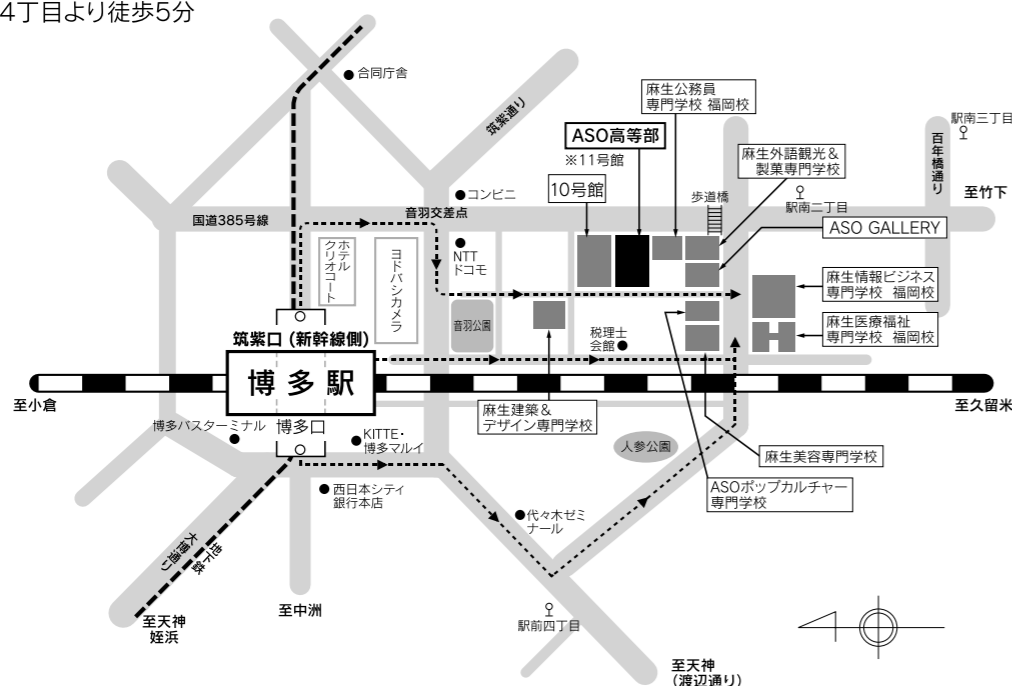 4丁目より徒歩5分
合同庁舎
筑紫通り
麻生公務員
専門学校 福岡校
ASO高等部
※11号館
10号館
麻生外語観光＆
製菓専門学校
駅南三丁目
百年橋通り
至竹下
コンビニ
歩道橋
駅南二丁目
国道385号線
音羽交差点
ASO GALLERY
ホテル
クリオコート
ヨドバシカメラ
NTT
ドコモ
麻生情報ビジネス
専門学校 福岡校
音羽公園
税理士
会館
麻生医療福祉
専門学校 福岡校
筑紫口（新幹線側）
博多駅
至小倉
至久留米
博多バスターミナル
博多口
KITTE・
博多マルイ
麻生建築＆
デザイン専門学校
人参公園
麻生美容専門学校
ASOポップカルチャー
専門学校
西日本シティ
銀行本店
代々木ゼミ
ナール
地下鉄
大博通り
至天神
姪浜
至中洲
駅前四丁目
至天神
（渡辺通り）